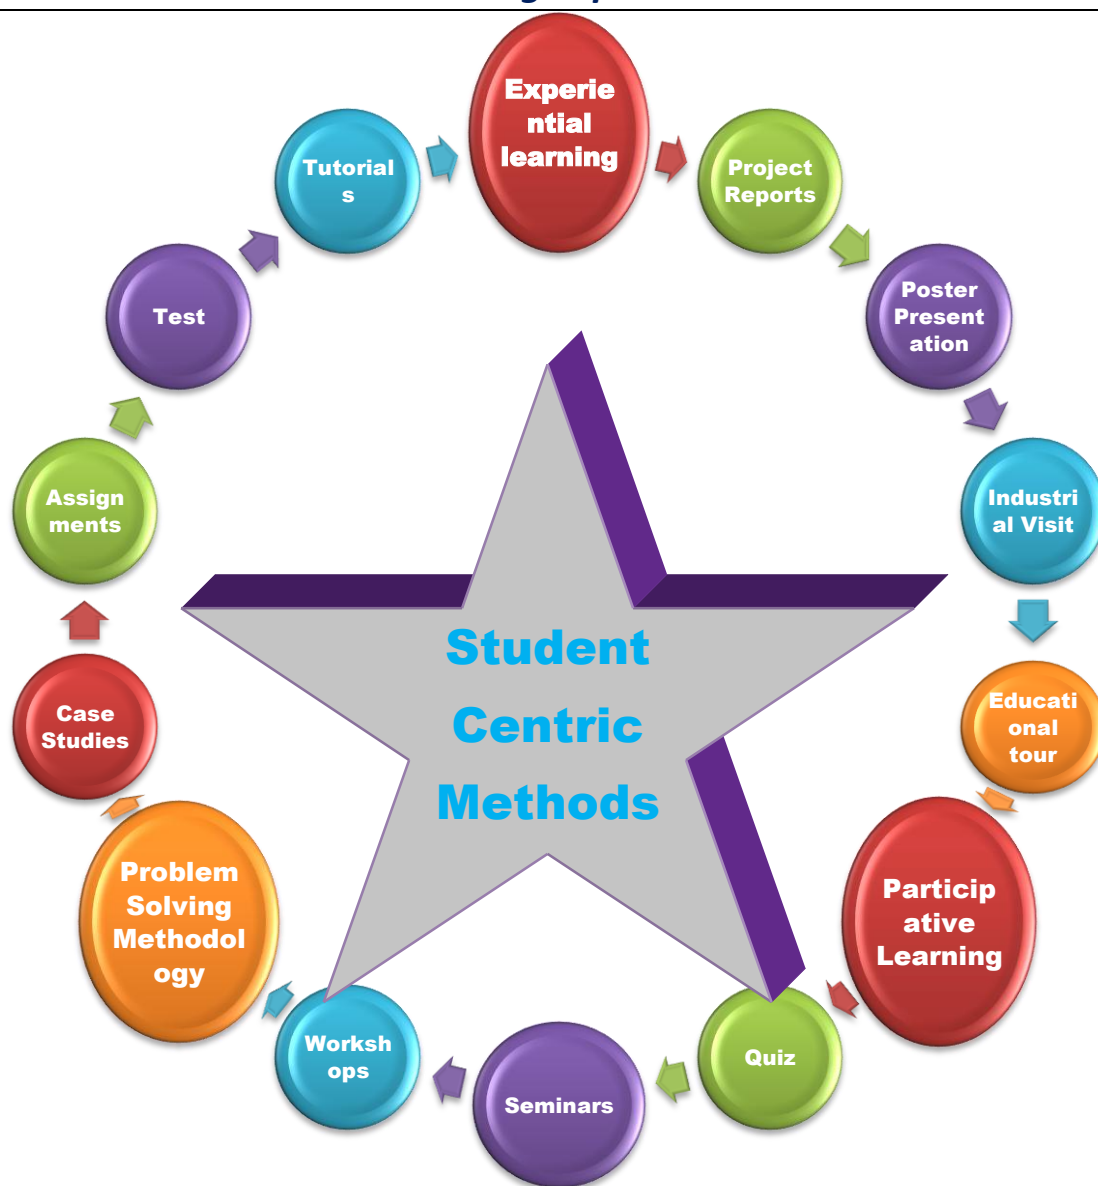 Experie
ntial
learning
Project
Reports
Poster
Present
ation
Industri
al Visit
Educati
onal
tour
Particip
ative
Learning
Quiz
Seminars
Worksh
ops
Problem
Solving
Methodol
ogy
Case
Studies
Assign
ments
Test
Tutorial
s
Student
Centric
Methods